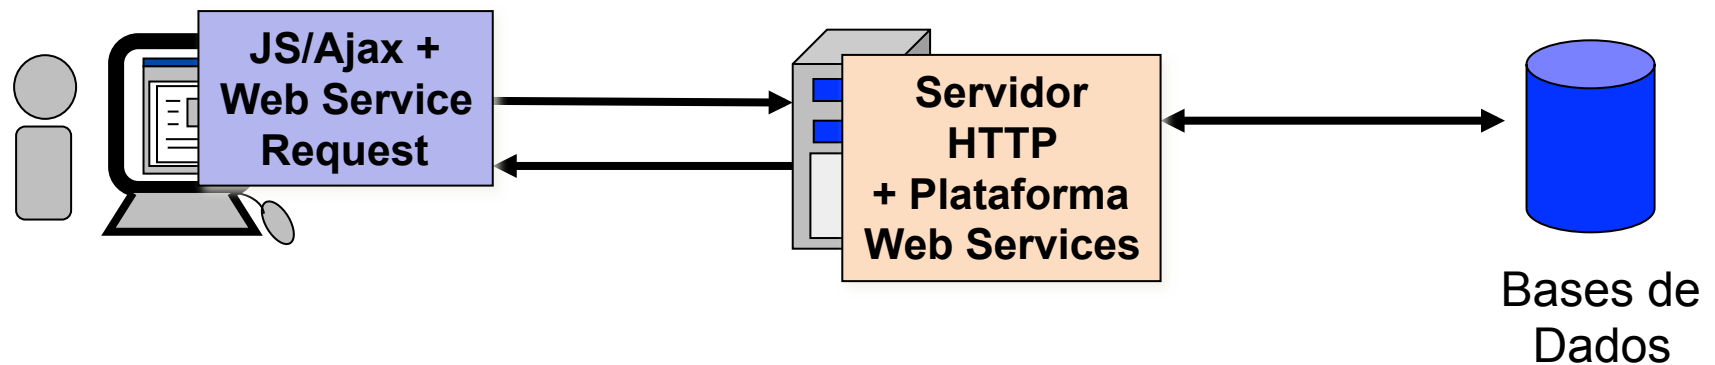 JS/Ajax +
Web Service
Request
Servidor
HTTP
+ Plataforma
Web Services
Bases de
Dados